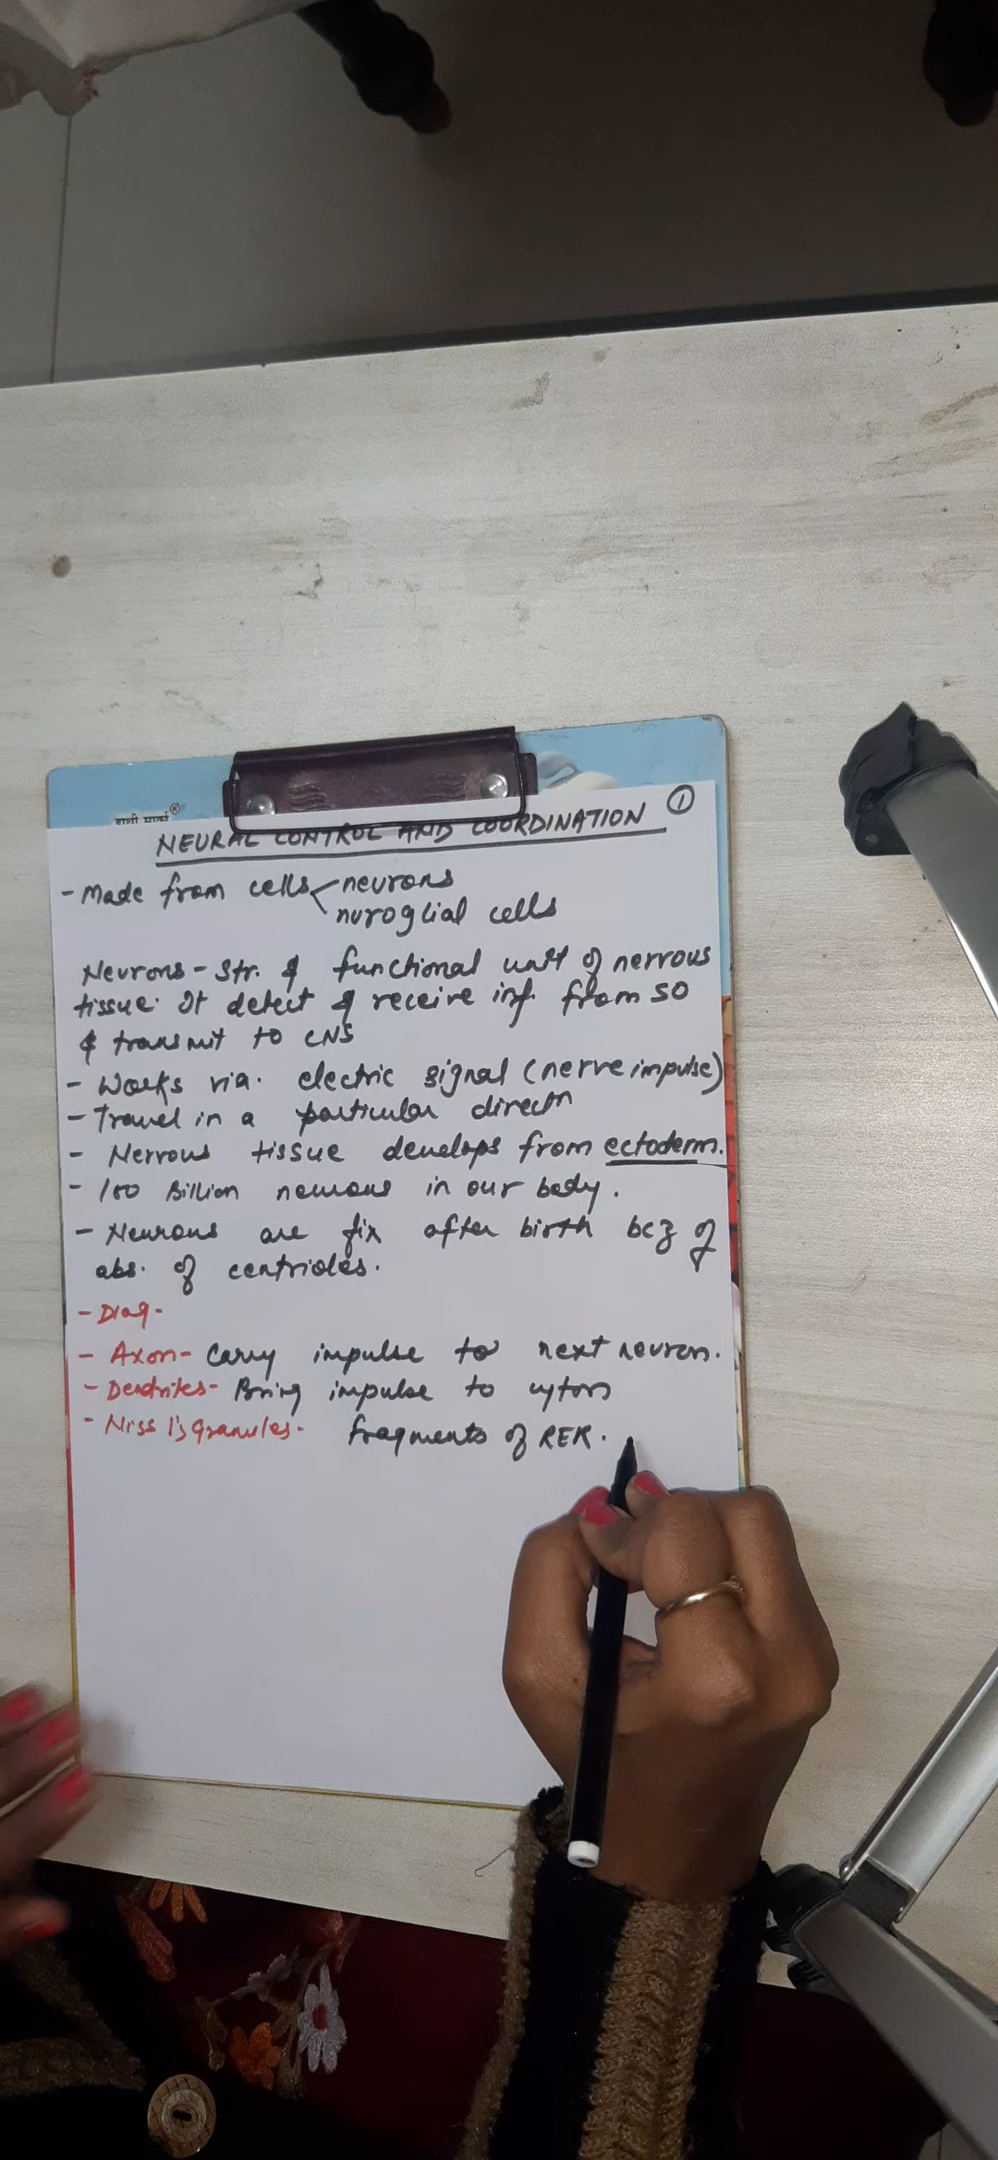 ①
NEURAL CONTROL AND COORDINATION
- Made from cells neurons
nuroglial cells
Neurons - Str. & functional unit of nervous
tissue. It detect & receive inf. from SO
& transmit to CNS
- Works via. electric signal (nerve impulse)
- Travel in a particular directn
- Nervous tissue develops from ectoderm.
- 100 Billion neurons in our body.
- Neurons are fix after birth bcz of
abs. of centrioles.
- Diag -
- Axon - Carry impulse to next neuron.
- Dendrites - Bring impulse to cyton
- Nissl's granules - fragments of RER.